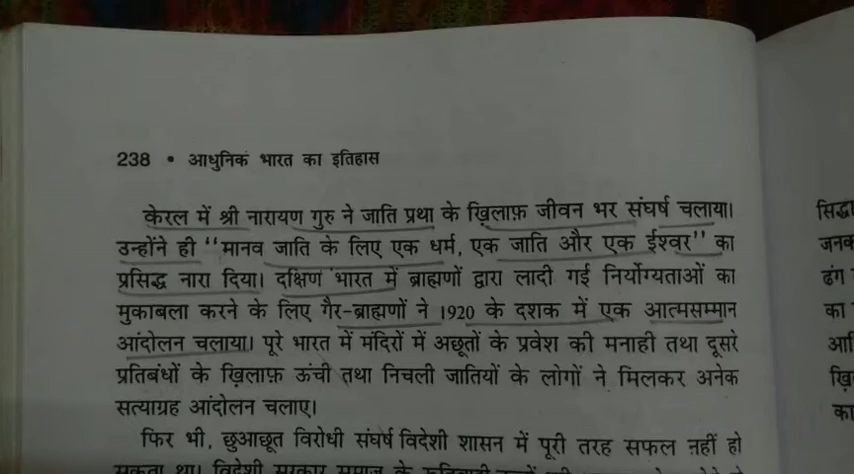 238 • आधुनिक भारत का इतिहास
केरल में श्री नारायण गुरु ने जाति प्रथा के ख़िलाफ़ जीवन भर संघर्ष चलाया।
उन्होंने ही ‘‘मानव जाति के लिए एक धर्म, एक जाति और एक ईश्वर’’ का
प्रसिद्ध नारा दिया। दक्षिण भारत में ब्राह्मणों द्वारा लादी गई निर्योग्यताओं का
मुकाबला करने के लिए गैर-ब्राह्मणों ने 1920 के दशक में एक आत्मसम्मान
आंदोलन चलाया। पूरे भारत में मंदिरों में अछूतों के प्रवेश की मनाही तथा दूसरे
प्रतिबंधों के ख़िलाफ़ ऊंची तथा निचली जातियों के लोगों ने मिलकर अनेक
सत्याग्रह आंदोलन चलाए।
फिर भी, छुआछूत विरोधी संघर्ष विदेशी शासन में पूरी तरह सफल नहीं हो
सकता था। विदेशी सरकार समाज के